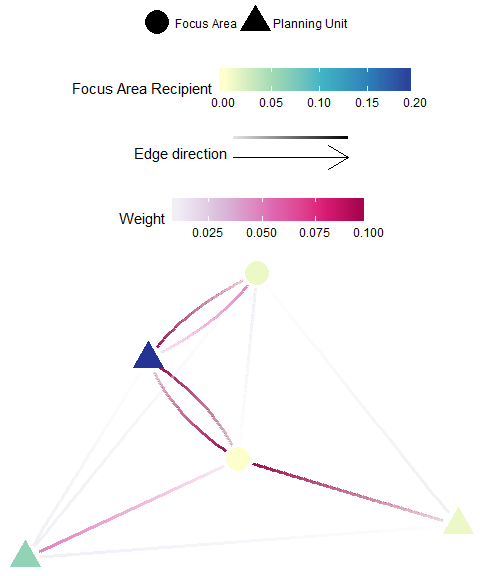 Focus Area Planning Unit
Focus Area Recipient
0.00 0.05 0.10 0.15 0.20
Edge direction
Weight
0.025 0.050 0.075 0.100